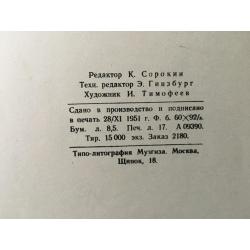 Редактор К. Сорокин
Техн. редактор Э. Гинзбург
Художник И. Тимофеев
Сдано в производство и подписано
в печать 28/XI 1951 г. Ф. б. 60×92/₈.
Бум. л. 8,5. Печ. л. 17. А 09390.
Тир. 15 000 экз. Заказ 2180.
Типо-литография Музгиза. Москва,
Щипок, 18.